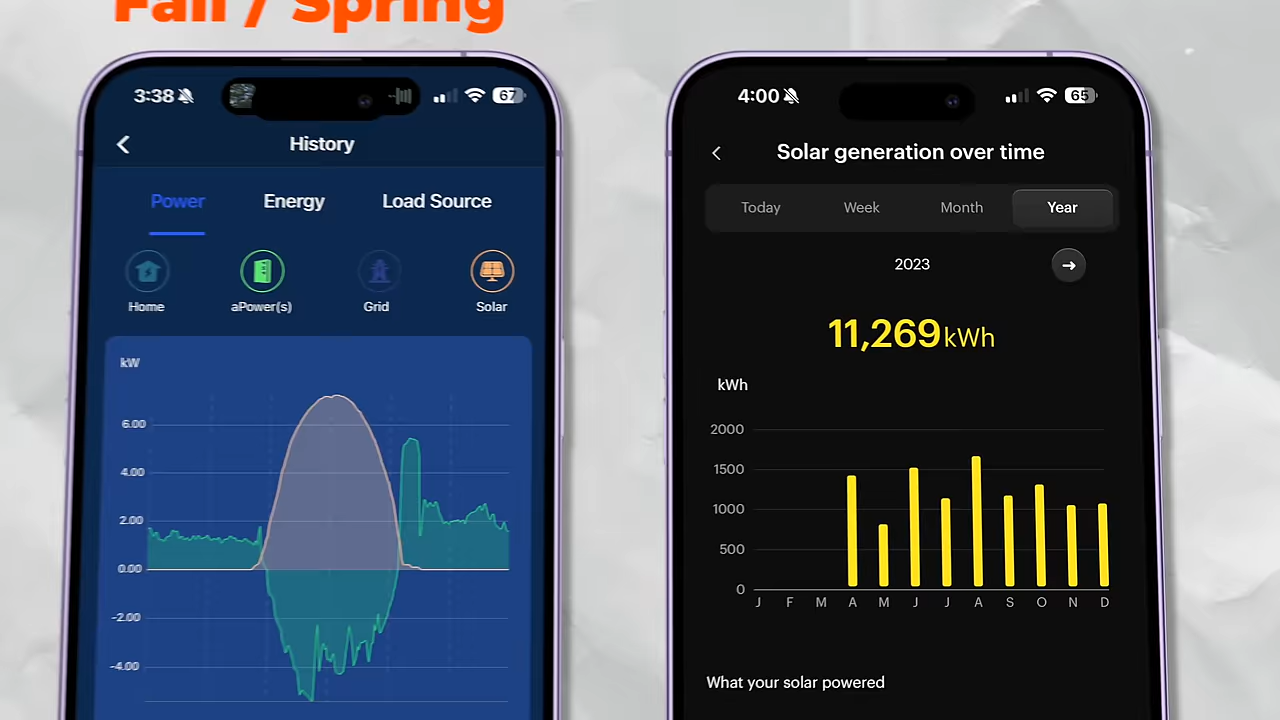 Fall / Spring
3:38
67
History
Power Energy Load Source
Home aPower(s) Grid Solar
kW
6.00
4.00
2.00
0.00
-2.00
-4.00
4:00
65
Solar generation over time
Today Week Month Year
2023
11,269 kWh
kWh
2000
1500
1000
500
0
J F M A M J J A S O N D
What your solar powered